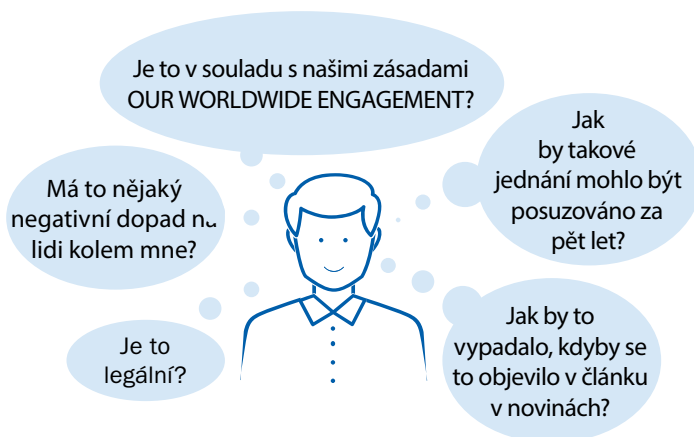 Je to v souladu s našimi zásadami
OUR WORLDWIDE ENGAGEMENT?
Má to nějaký
negativní dopad na
lidi kolem mne?
Je to
legální?
Jak
by takové
jednání mohlo být
posuzováno za
pět let?
Jak by to
vypadalo, kdyby se
to objevilo v článku
v novinách?